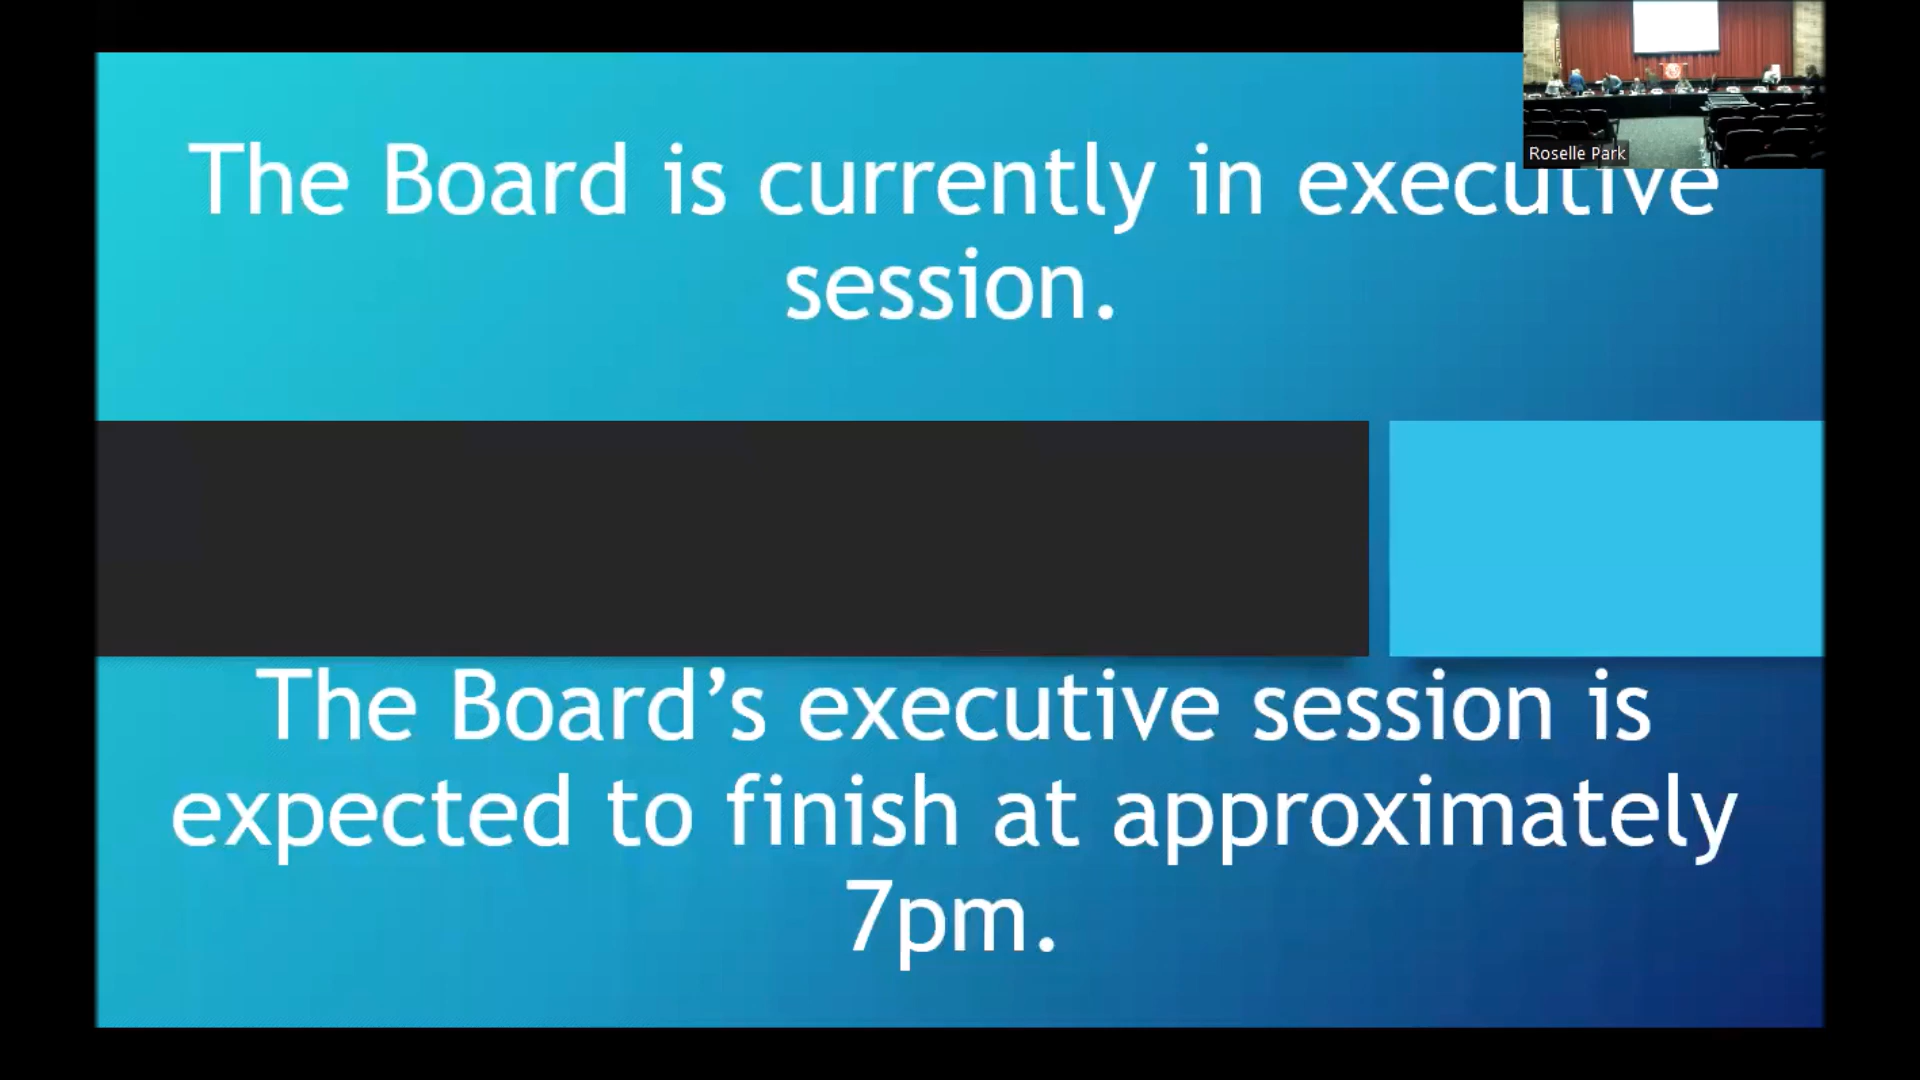 The Board is currently in executive
session.
Roselle Park
The Board’s executive session is
expected to finish at approximately
7pm.